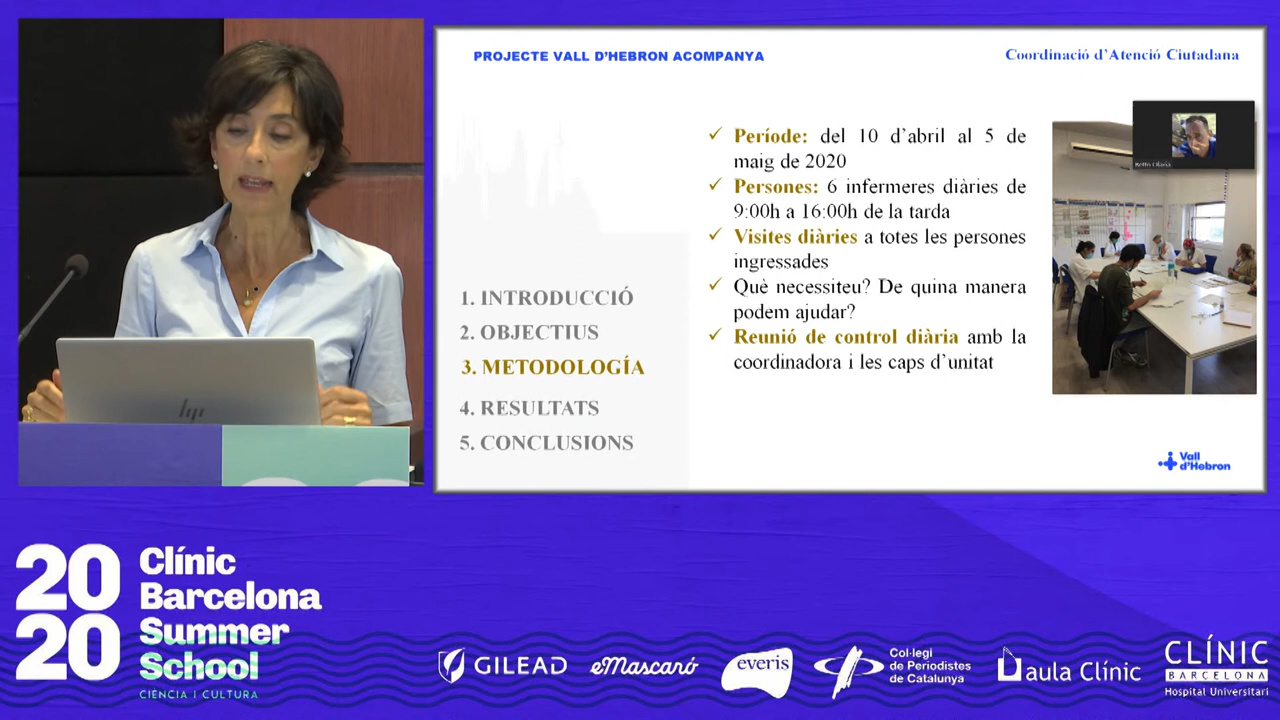 PROJECTE VALL D'HEBRON ACOMPANYA
Coordinació d'Atenció Ciutadana
✓ Període: del 10 d'abril al 5 de
maig de 2020
✓ Persones: 6 infermeres diàries de
9:00h a 16:00h de la tarda
✓ Visites diàries a totes les persones
ingressades
✓ Què necessiteu? De quina manera
podem ajudar?
✓ Reunió de control diària amb la
coordinadora i les caps d'unitat
1. INTRODUCCIÓ
2. OBJECTIUS
3. METODOLOGÍA
4. RESULTATS
5. CONCLUSIONS
Vall
d'Hebron
hp
20
20
Clínic
Barcelona
Summer
School
CIÈNCIA I CULTURA
GILEAD
eMascaró
everis
Col·legi
de Periodistes
de Catalunya
aula Clínic
CLÍNIC
BARCELONA
Hospital Universitari